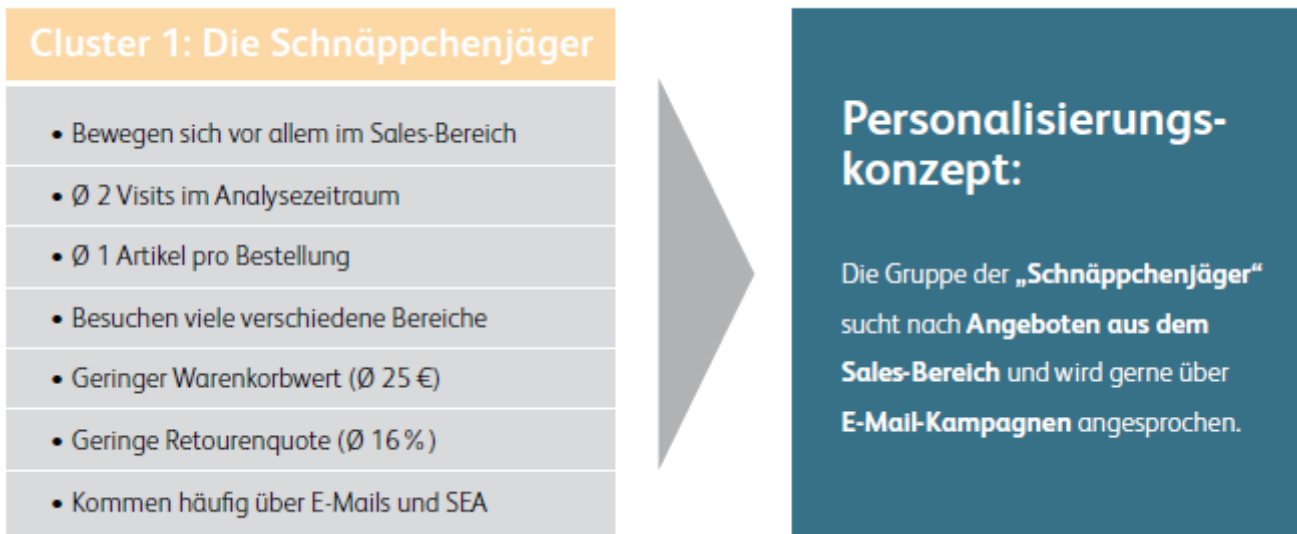 Cluster 1: Die Schnäppchenjäger
• Bewegen sich vor allem im Sales-Bereich
• Ø 2 Visits im Analysezeitraum
• Ø 1 Artikel pro Bestellung
• Besuchen viele verschiedene Bereiche
• Geringer Warenkorbwert (Ø 25 €)
• Geringe Retourenquote (Ø 16 %)
• Kommen häufig über E-Mails und SEA
Personalisierungs-
konzept:
Die Gruppe der „Schnäppchenjäger“
sucht nach Angeboten aus dem
Sales-Bereich und wird gerne über
E-Mail-Kampagnen angesprochen.